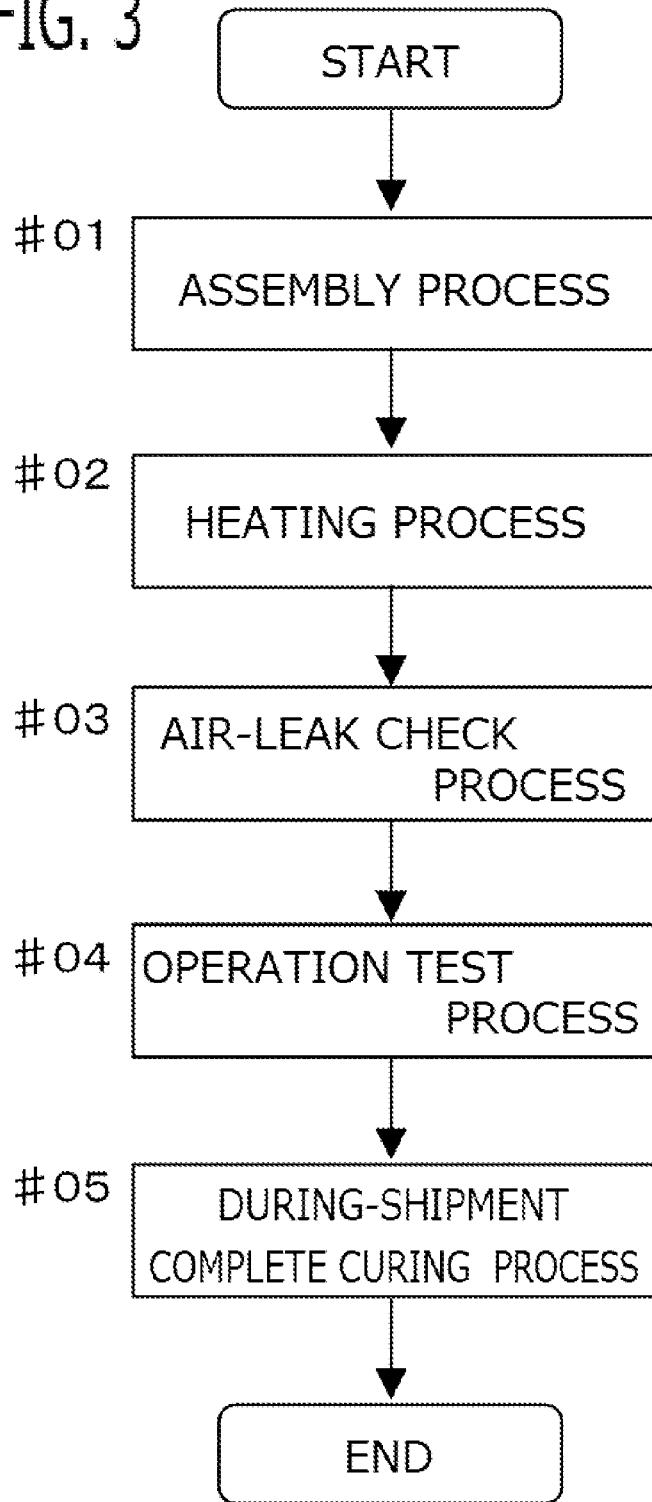 FIG. 3
START
#01
ASSEMBLY PROCESS
#02
HEATING PROCESS
#03
AIR-LEAK CHECK
PROCESS
#04
OPERATION TEST
PROCESS
#05
DURING-SHIPMENT
COMPLETE CURING PROCESS
END